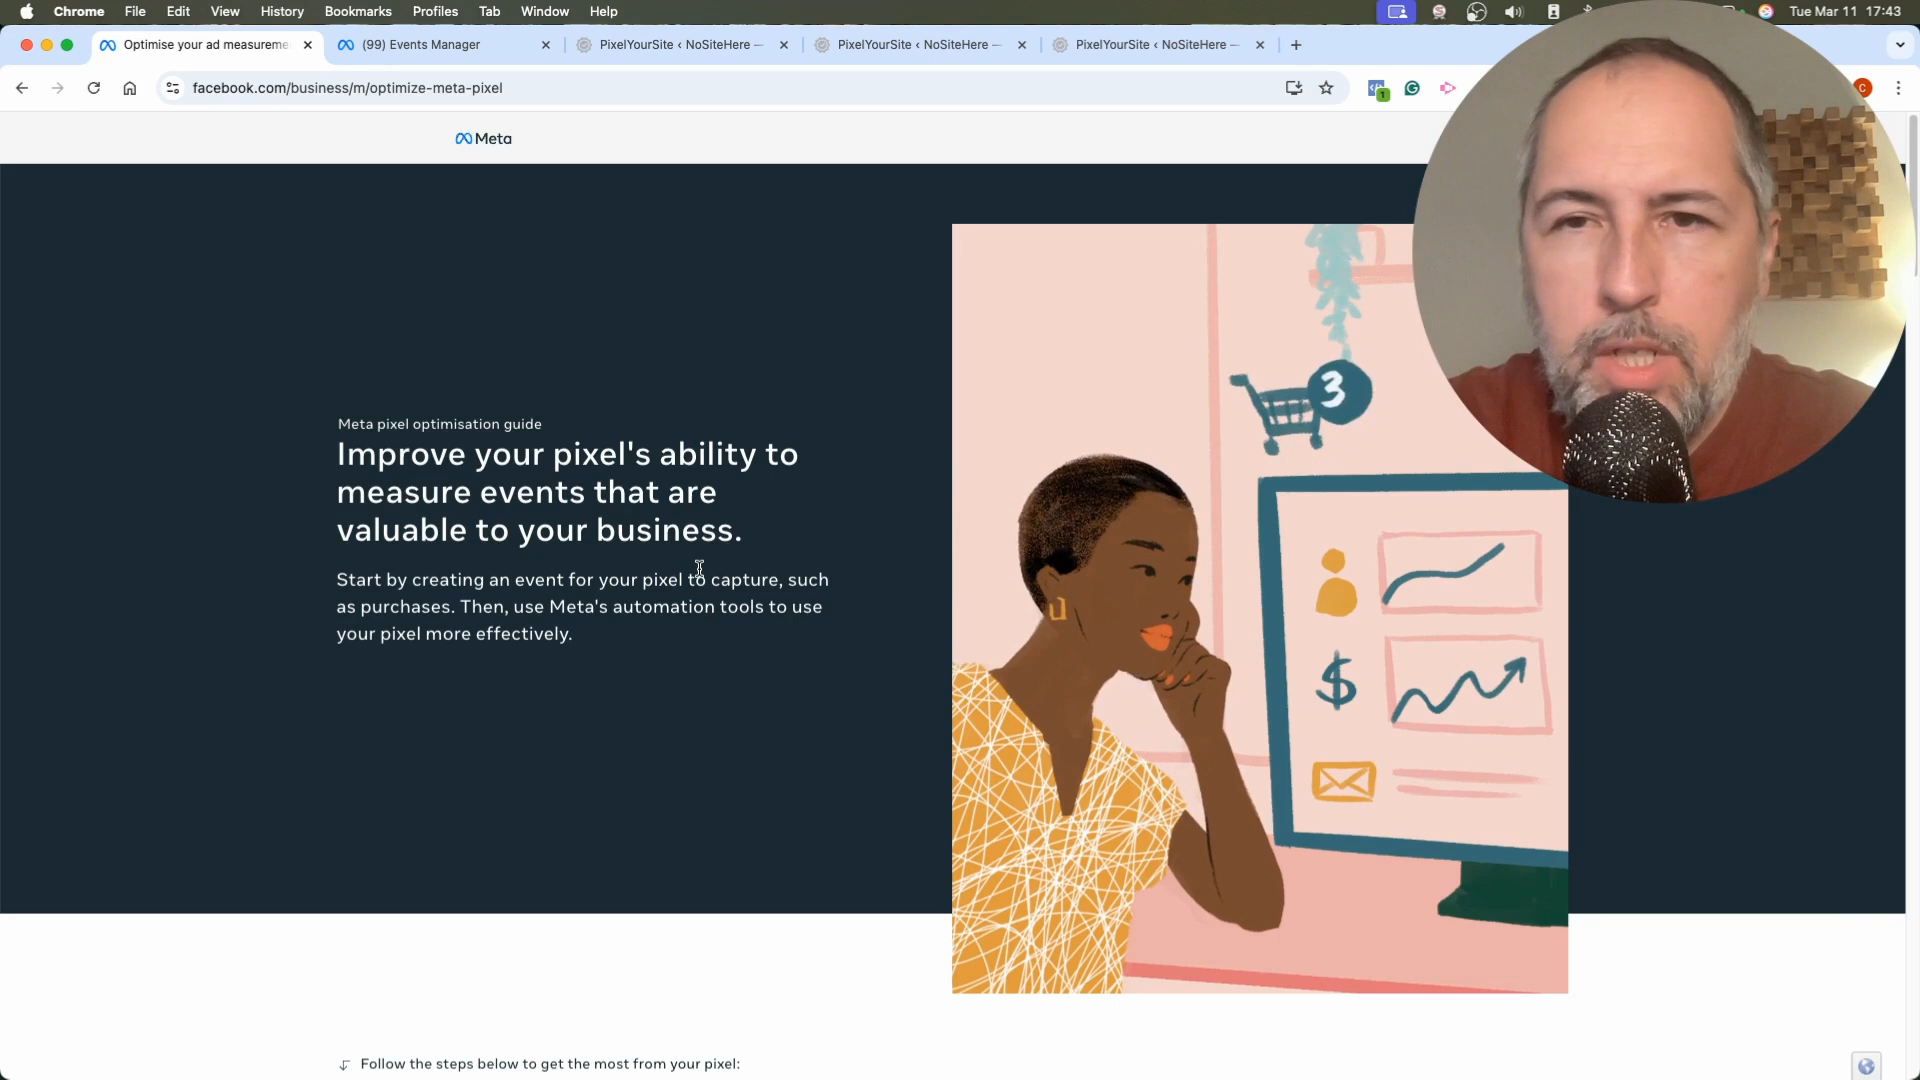 Chrome File Edit View History Bookmarks Profiles Tab Window Help
Tue Mar 11 17:43
Optimise your ad measureme
(99) Events Manager
PixelYourSite ‹ NoSiteHere —
PixelYourSite ‹ NoSiteHere —
PixelYourSite ‹ NoSiteHere —
facebook.com/business/m/optimize-meta-pixel
1
C
Meta
Meta pixel optimisation guide
Improve your pixel's ability to
measure events that are
valuable to your business.
Start by creating an event for your pixel to capture, such
as purchases. Then, use Meta's automation tools to use
your pixel more effectively.
3
$
Follow the steps below to get the most from your pixel: